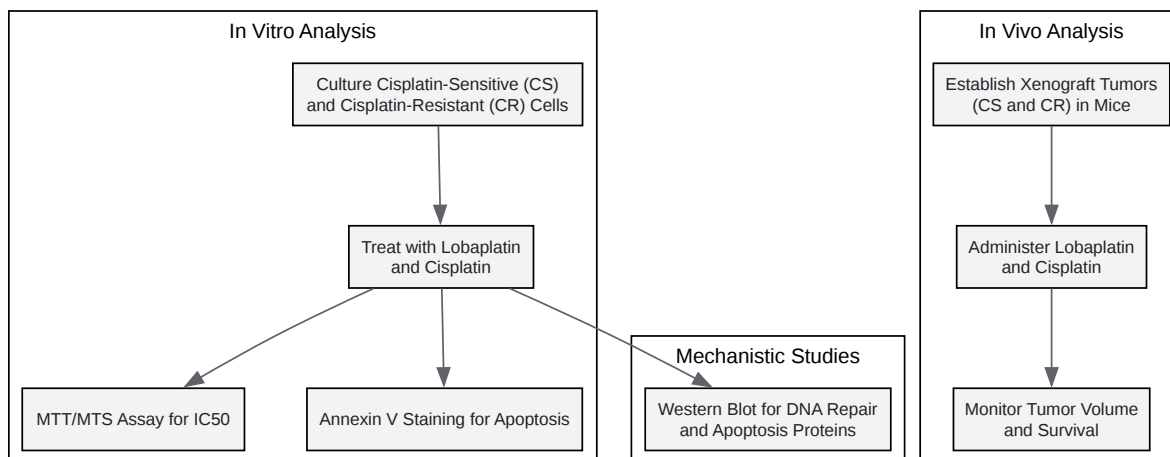 In Vitro Analysis
Culture Cisplatin-Sensitive (CS)
and Cisplatin-Resistant (CR) Cells
Treat with Lobaplatin
and Cisplatin
MTT/MTS Assay for IC50
Annexin V Staining for Apoptosis
Mechanistic Studies
Western Blot for DNA Repair
and Apoptosis Proteins
In Vivo Analysis
Establish Xenograft Tumors
(CS and CR) in Mice
Administer Lobaplatin
and Cisplatin
Monitor Tumor Volume
and Survival